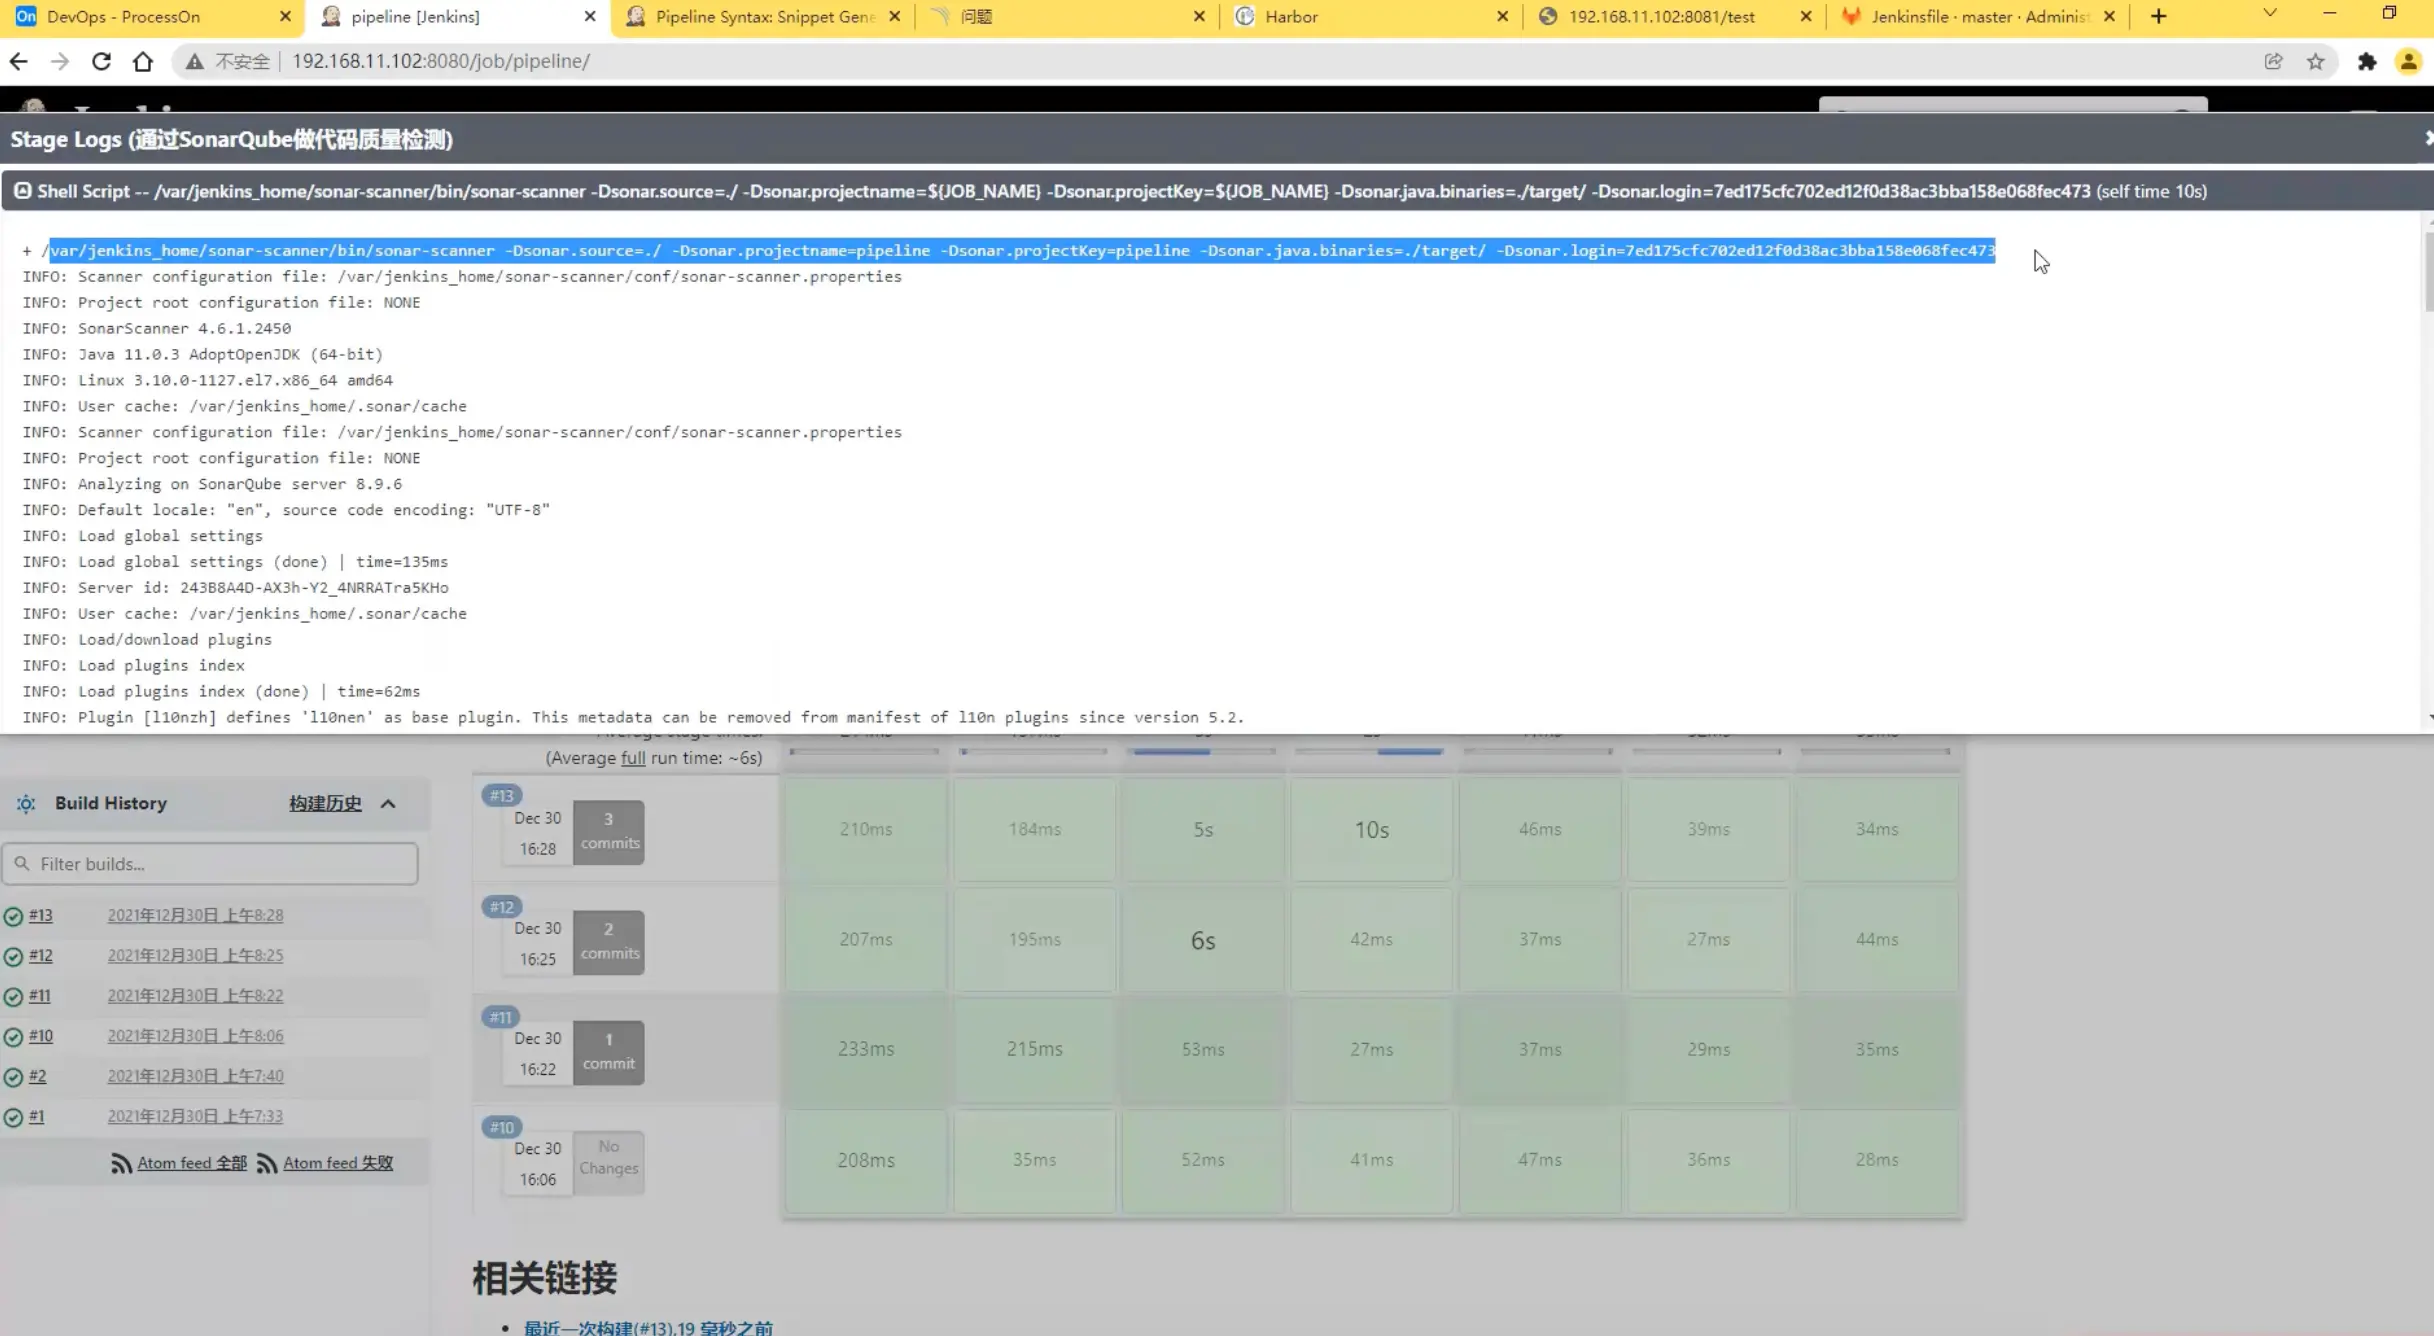 DevOps - ProcessOn
pipeline [Jenkins]
Pipeline Syntax: Snippet Gene
问题
Harbor
192.168.11.102:8081/test
Jenkinsfile · master · Administ
不安全
192.168.11.102:8080/job/pipeline/
Stage Logs (通过SonarQube做代码质量检测)
Shell Script -- /var/jenkins_home/sonar-scanner/bin/sonar-scanner -Dsonar.source=./ -Dsonar.projectname=${JOB_NAME} -Dsonar.projectKey=${JOB_NAME} -Dsonar.java.binaries=./target/ -Dsonar.login=7ed175cfc702ed12f0d38ac3bba158e068fec473 (self time 10s)
+ /var/jenkins_home/sonar-scanner/bin/sonar-scanner -Dsonar.source=./ -Dsonar.projectname=pipeline -Dsonar.projectKey=pipeline -Dsonar.java.binaries=./target/ -Dsonar.login=7ed175cfc702ed12f0d38ac3bba158e068fec473
INFO: Scanner configuration file: /var/jenkins_home/sonar-scanner/conf/sonar-scanner.properties
INFO: Project root configuration file: NONE
INFO: SonarScanner 4.6.1.2450
INFO: Java 11.0.3 AdoptOpenJDK (64-bit)
INFO: Linux 3.10.0-1127.el7.x86_64 amd64
INFO: User cache: /var/jenkins_home/.sonar/cache
INFO: Scanner configuration file: /var/jenkins_home/sonar-scanner/conf/sonar-scanner.properties
INFO: Project root configuration file: NONE
INFO: Analyzing on SonarQube server 8.9.6
INFO: Default locale: "en", source code encoding: "UTF-8"
INFO: Load global settings
INFO: Load global settings (done) | time=135ms
INFO: Server id: 243B8A4D-AX3h-Y2_4NRRATra5KHo
INFO: User cache: /var/jenkins_home/.sonar/cache
INFO: Load/download plugins
INFO: Load plugins index
INFO: Load plugins index (done) | time=62ms
INFO: Plugin [l10nzh] defines 'l10nen' as base plugin. This metadata can be removed from manifest of l10n plugins since version 5.2.
(Average full run time: ~6s)
Build History 构建历史
Filter builds...
#13 2021年12月30日 上午8:28
#12 2021年12月30日 上午8:25
#11 2021年12月30日 上午8:22
#10 2021年12月30日 上午8:06
#2 2021年12月30日 上午7:40
#1 2021年12月30日 上午7:33
Atom feed 全部 Atom feed 失败
#13
Dec 30
16:28
3
commits
210ms 184ms 5s 10s 46ms 39ms 34ms
#12
Dec 30
16:25
2
commits
207ms 195ms 6s 42ms 37ms 27ms 44ms
#11
Dec 30
16:22
1
commit
233ms 215ms 53ms 27ms 37ms 29ms 35ms
#10
Dec 30
16:06
No
Changes
208ms 35ms 52ms 41ms 47ms 36ms 28ms
相关链接
最近一次构建(#13),19 毫秒之前